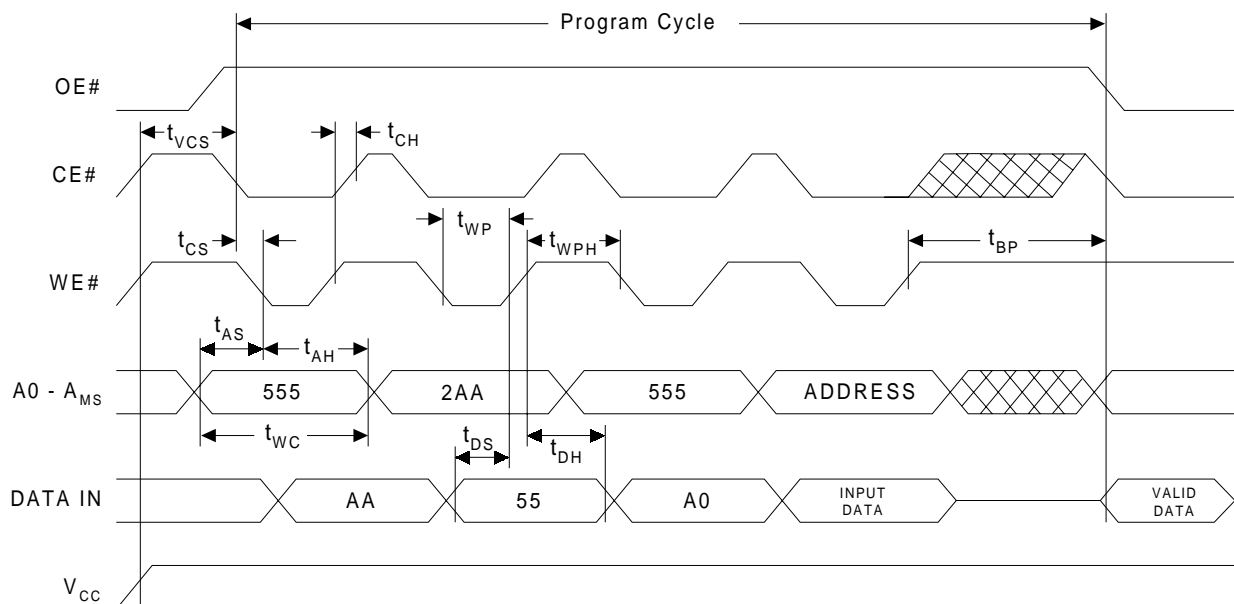 Program Cycle
OE#
tVCS
tCH
CE#
tWP
tCS
tWPH
tBP
WE#
tAS
tAH
A0 - AMS
555
2AA
555
ADDRESS
tWC
tDS
tDH
DATA IN
AA
55
A0
INPUT
DATA
VALID
DATA
VCC